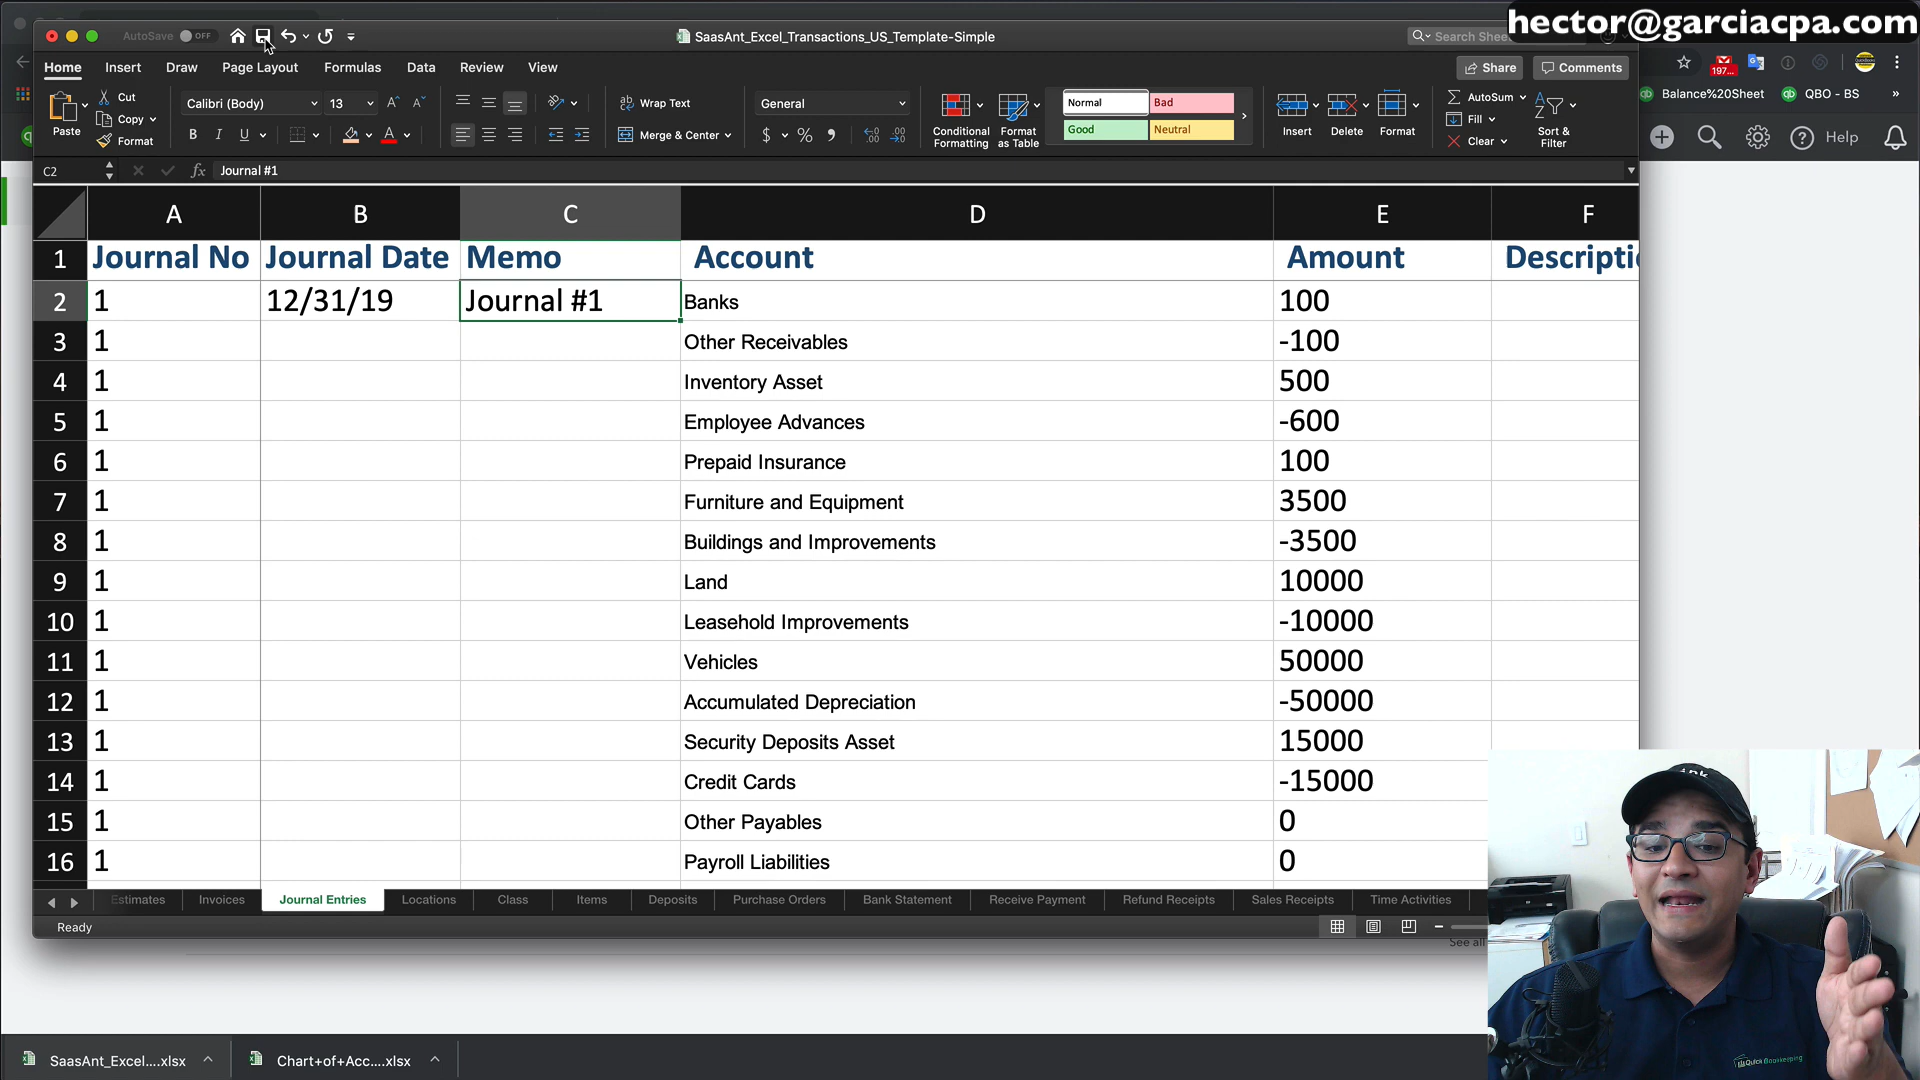 hector@garciacpa.com
AutoSave OFF
SaasAnt_Excel_Transactions_US_Template-Simple
Search Shee
Home Insert Draw Page Layout Formulas Data Review View
Share Comments
197...
Balance%20Sheet QBO - BS »
Paste Cut Copy Format
Calibri (Body) 13
B I U
Wrap Text
Merge & Center
General
$ %
Conditional Formatting
Format as Table
Normal Bad
Good Neutral
Insert Delete Format
AutoSum
Fill
Clear
Sort & Filter
Help
C2 fx Journal #1
A B C D E F
1 Journal No Journal Date Memo Account Amount Descripti
2 1 12/31/19 Journal #1 Banks 100
3 1 Other Receivables -100
4 1 Inventory Asset 500
5 1 Employee Advances -600
6 1 Prepaid Insurance 100
7 1 Furniture and Equipment 3500
8 1 Buildings and Improvements -3500
9 1 Land 10000
10 1 Leasehold Improvements -10000
11 1 Vehicles 50000
12 1 Accumulated Depreciation -50000
13 1 Security Deposits Asset 15000
14 1 Credit Cards -15000
15 1 Other Payables 0
16 1 Payroll Liabilities 0
Estimates Invoices Journal Entries Locations Class Items Deposits Purchase Orders Bank Statement Receive Payment Refund Receipts Sales Receipts Time Activities
Ready
See all
SaasAnt_Excel....xlsx Chart+of+Acc....xlsx
QuickBookkeeping